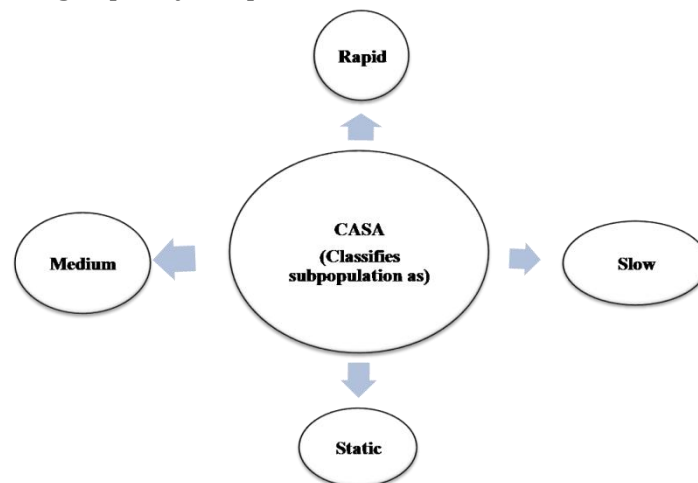 Rapid
CASA
(Classifies
subpopulation as)
Medium
Slow
Static